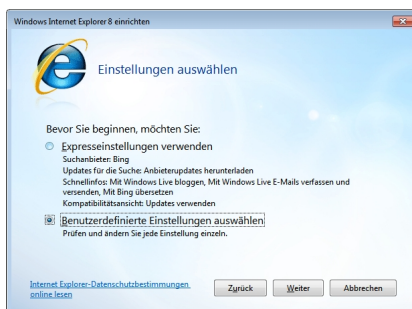 Windows Internet Explorer 8 einrichten
Einstellungen auswählen
Bevor Sie beginnen, möchten Sie:
Expresseinstellungen verwenden
Suchanbieter: Bing
Updates für die Suche: Anbieterupdates herunterladen
Schnellinfos: Mit Windows Live bloggen, Mit Windows Live E-Mails verfassen und
versenden, Mit Bing übersetzen
Kompatibilitätsansicht: Updates verwenden
Benutzerdefinierte Einstellungen auswählen
Prüfen und ändern Sie jede Einstellung einzeln.
Internet Explorer-Datenschutzbestimmungen
online lesen
Zurück
Weiter
Abbrechen